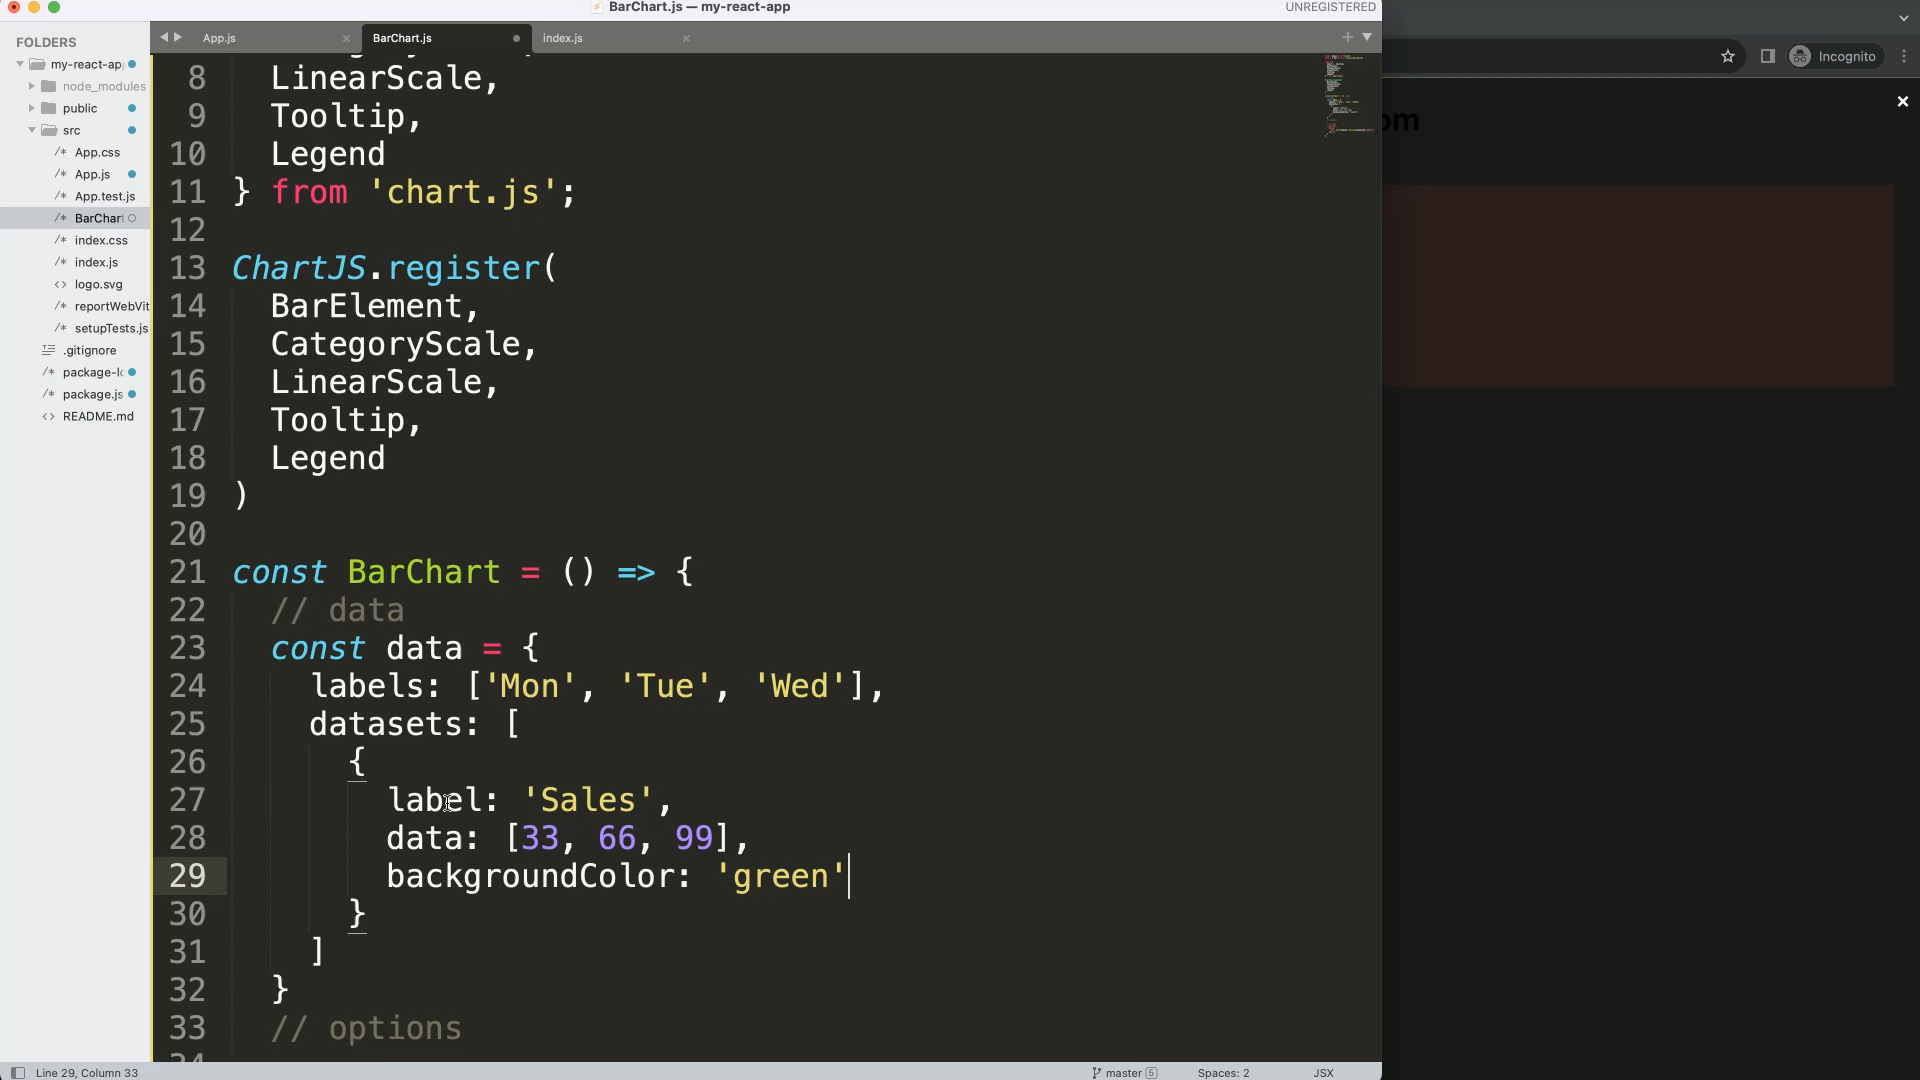 BarChart.js — my-react-app
UNREGISTERED
FOLDERS
my-react-ap
node_modules
public
src
App.css
App.js
App.test.js
BarChar
index.css
index.js
logo.svg
reportWebVit
setupTests.js
.gitignore
package-lo
package.js
README.md
App.js
BarChart.js
index.js
8 LinearScale,
9 Tooltip,
10 Legend
11 } from 'chart.js';
12
13 ChartJS.register(
14 BarElement,
15 CategoryScale,
16 LinearScale,
17 Tooltip,
18 Legend
19 )
20
21 const BarChart = () => {
22 // data
23 const data = {
24 labels: ['Mon', 'Tue', 'Wed'],
25 datasets: [
26 {
27 label: 'Sales',
28 data: [33, 66, 99],
29 backgroundColor: 'green'
30 }
31 ]
32 }
33 // options
Line 29, Column 33
master 5
Spaces: 2
JSX
Incognito
om